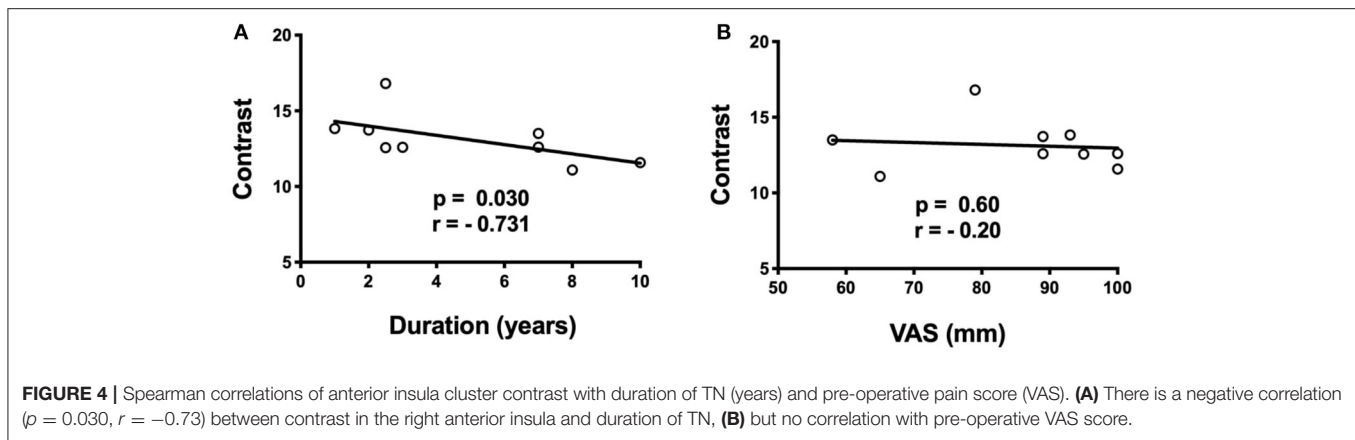 A
20
15
10
5
Contrast
p = 0.030
r = - 0.731
0 2 4 6 8 10
Duration (years)
B
20
15
10
5
Contrast
p = 0.60
r = - 0.20
50 60 70 80 90 100
VAS (mm)
FIGURE 4 | Spearman correlations of anterior insula cluster contrast with duration of TN (years) and pre-operative pain score (VAS). (A) There is a negative correlation
(p = 0.030, r = −0.73) between contrast in the right anterior insula and duration of TN, (B) but no correlation with pre-operative VAS score.